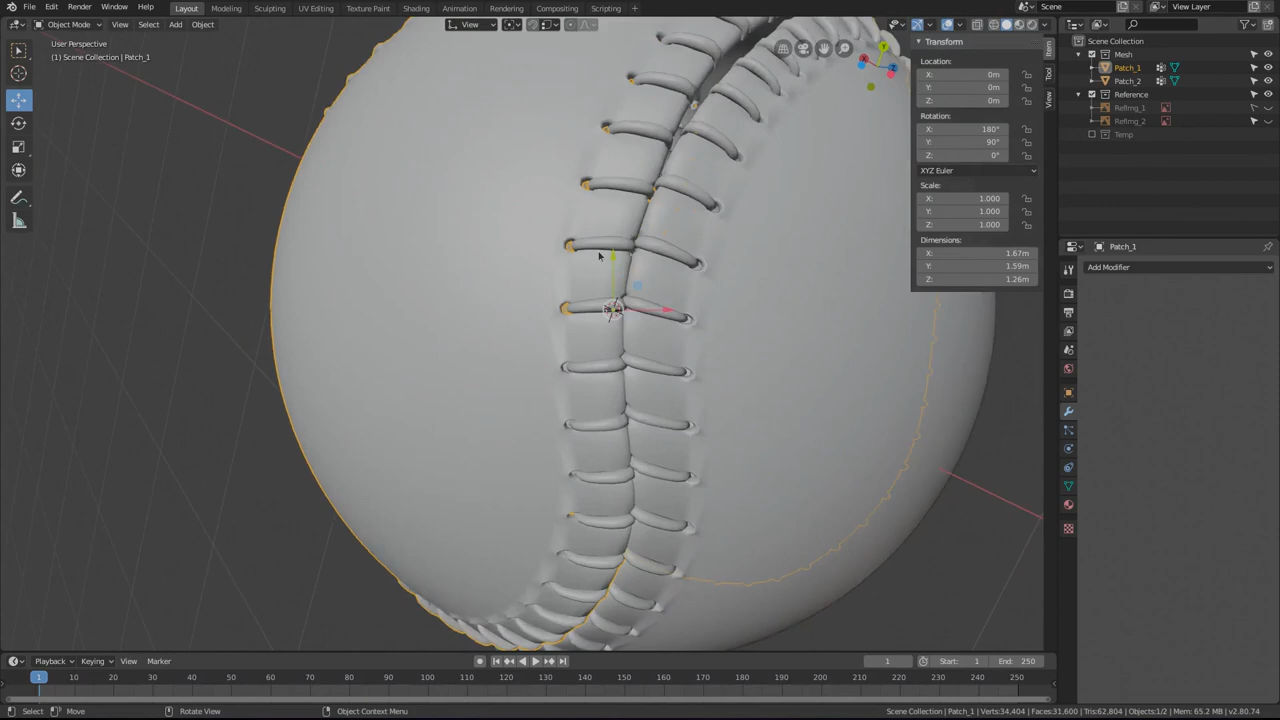 File Edit Render Window Help Layout Modeling Sculpting UV Editing Texture Paint Shading Animation Rendering Compositing Scripting + Scene View Layer
Object Mode View Select Add Object View
User Perspective
(1) Scene Collection | Patch_1
Y
X
Z
Item
Tool
View
Transform
Location:
X: 0m
Y: 0m
Z: 0m
Rotation:
X: 180°
Y: 90°
Z: 0°
XYZ Euler
Scale:
X: 1.000
Y: 1.000
Z: 1.000
Dimensions:
X: 1.67m
Y: 1.59m
Z: 1.26m
Scene Collection
Mesh
Patch_1
Patch_2
Reference
RefImg_1
RefImg_2
Temp
Patch_1
Add Modifier
Playback Keying View Marker 1 Start: 1 End: 250
1 10 20 30 40 50 60 70 80 90 100 110 120 130 140 150 160 170 180 190 200 210 220 230 240 250
Select Move Rotate View Object Context Menu Scene Collection | Patch_1 | Verts:34,404 | Faces:31,600 | Tris:62,804 | Objects:1/2 | Mem: 65.2 MB | v2.80.74